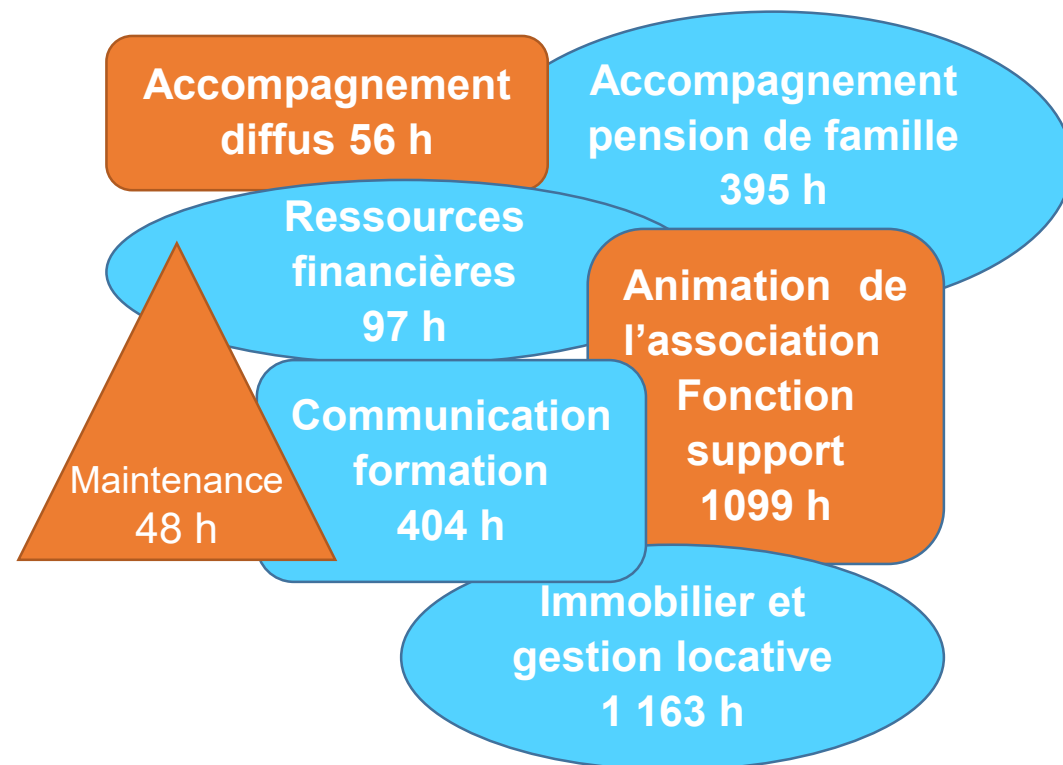 Accompagnement
diffus 56 h
Accompagnement
pension de famille
395 h
Ressources
financières
97 h
Animation de
l’association
Fonction
support
1099 h
Communication
formation
404 h
Maintenance
48 h
Immobilier et
gestion locative
1 163 h